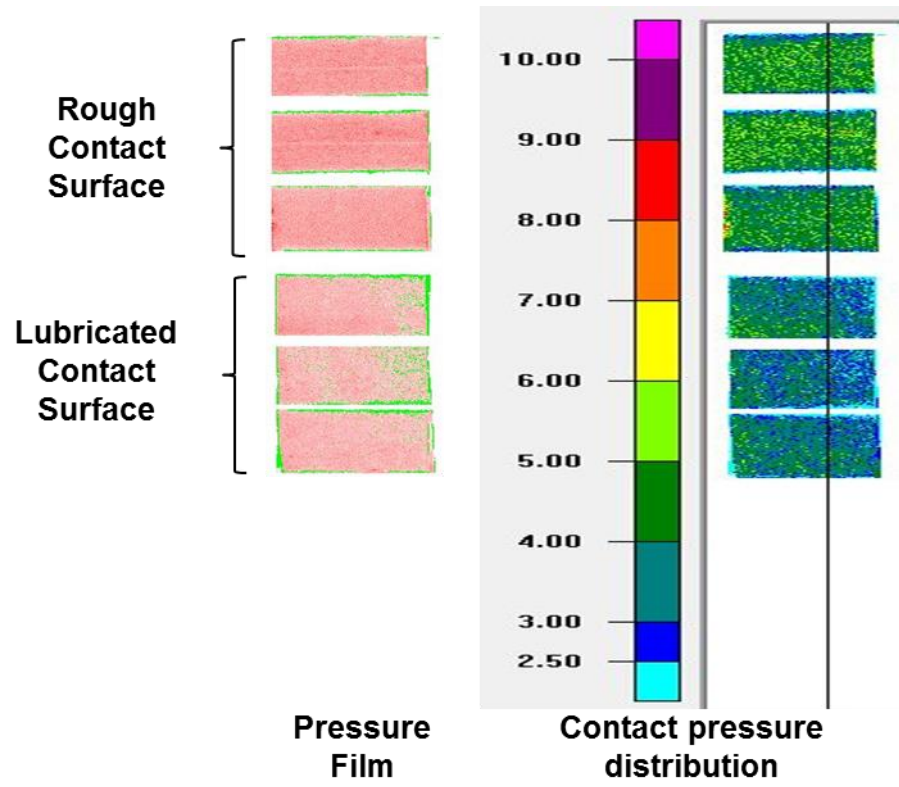 Rough
Contact
Surface
Lubricated
Contact
Surface
10.00
9.00
8.00
7.00
6.00
5.00
4.00
3.00
2.50
Pressure
Film
Contact pressure
distribution